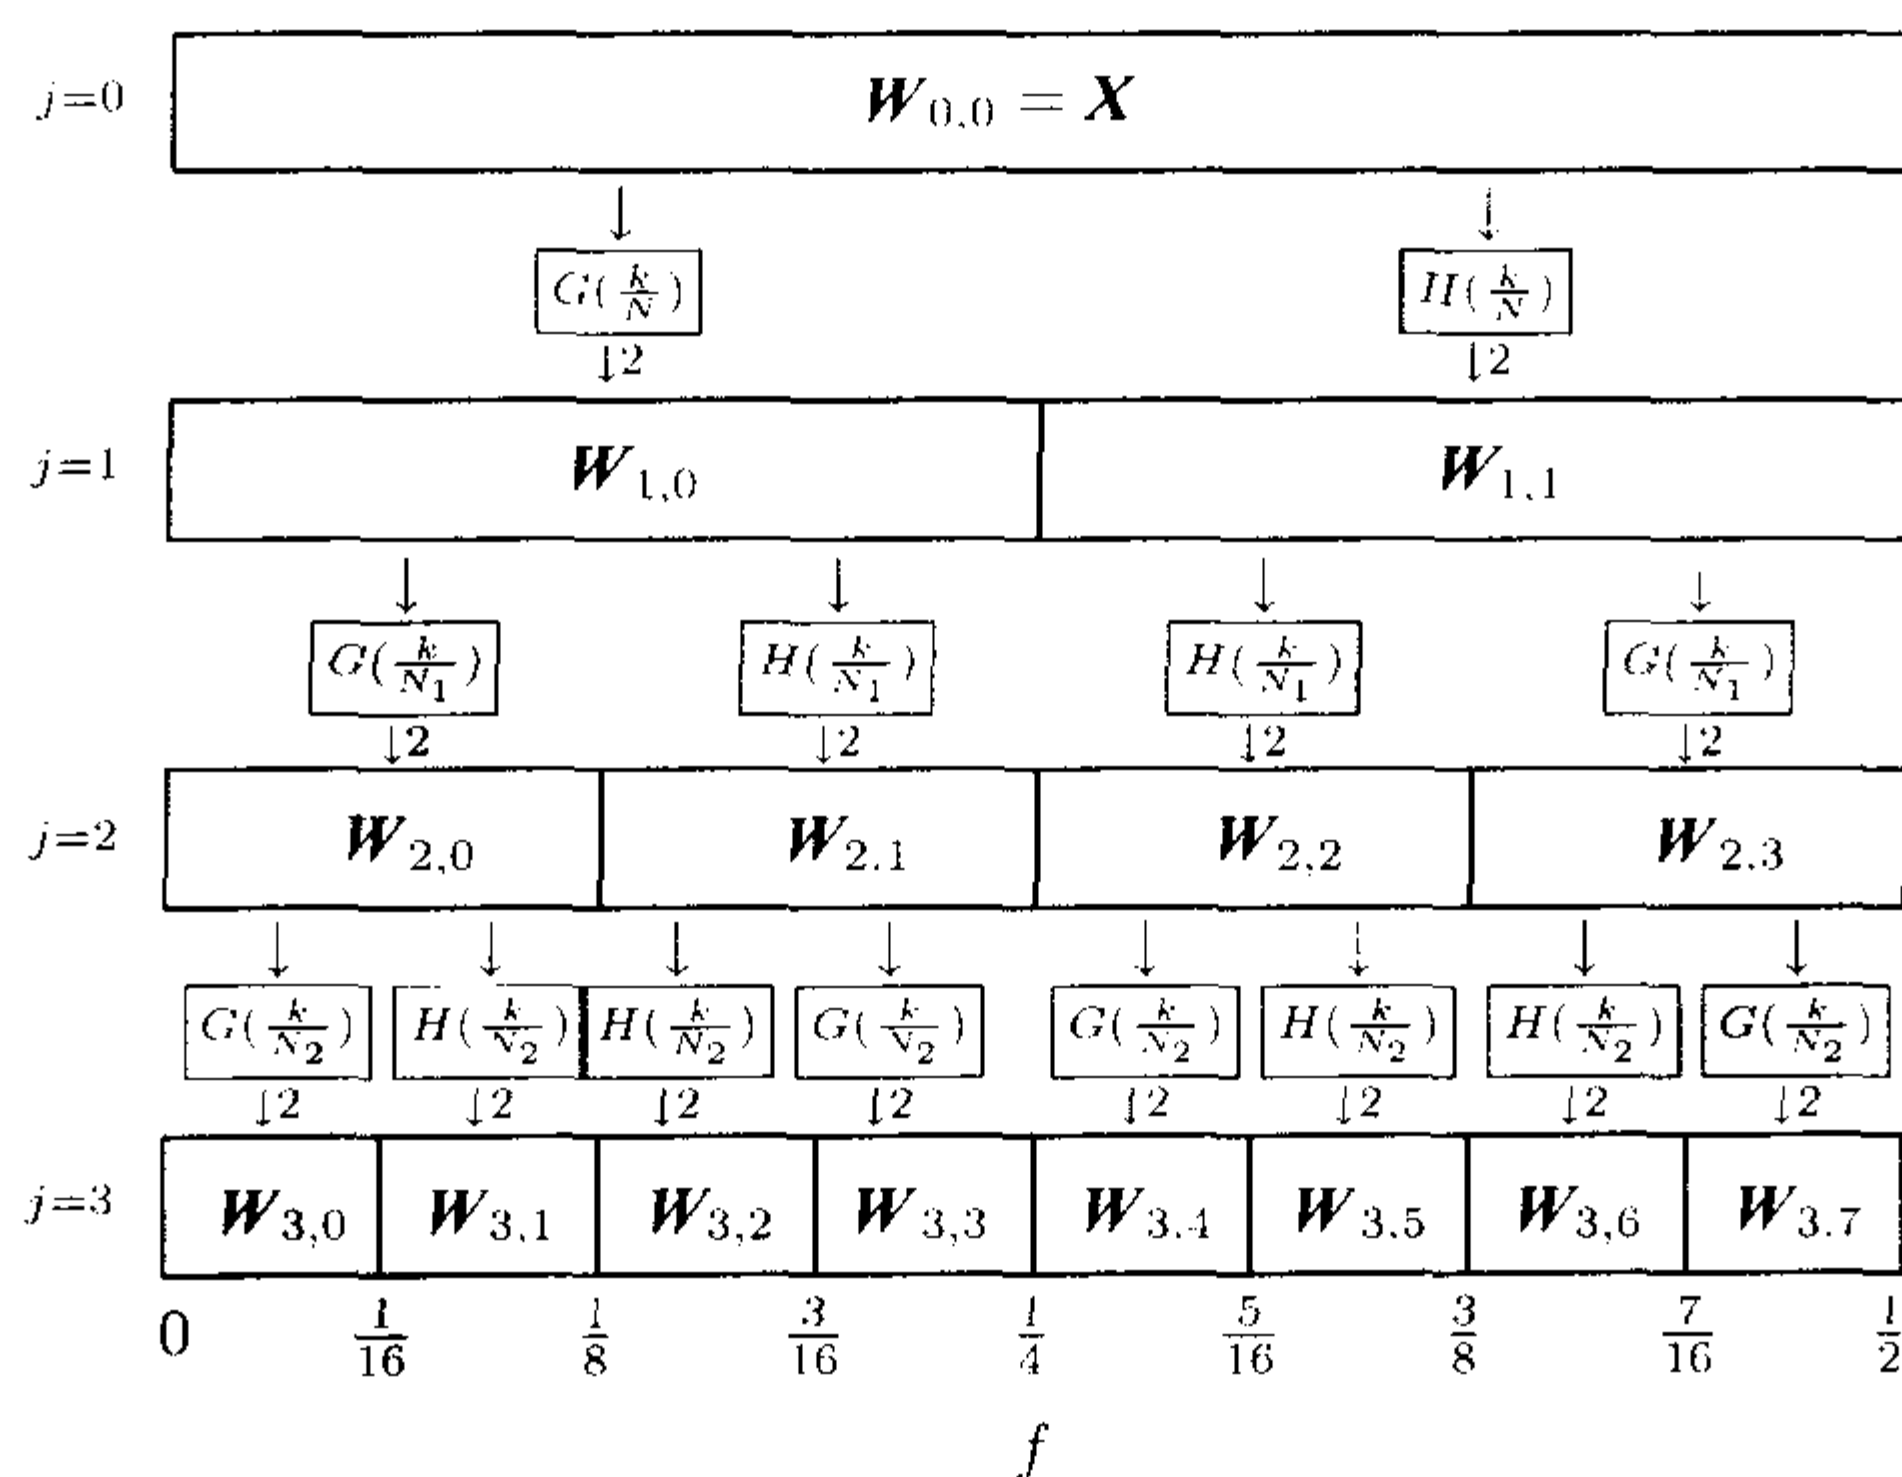 j=0 W0,0 = X
G(k/N) H(k/N)
↓2 ↓2
j=1 W1,0 W1,1
G(k/N1) H(k/N1) H(k/N1) G(k/N1)
↓2 ↓2 ↓2 ↓2
j=2 W2,0 W2,1 W2,2 W2,3
G(k/N2) H(k/N2) H(k/N2) G(k/N2) G(k/N2) H(k/N2) H(k/N2) G(k/N2)
↓2 ↓2 ↓2 ↓2 ↓2 ↓2 ↓2 ↓2
j=3 W3,0 W3,1 W3,2 W3,3 W3,4 W3,5 W3,6 W3,7
0 1/16 1/8 3/16 1/4 5/16 3/8 7/16 1/2
f